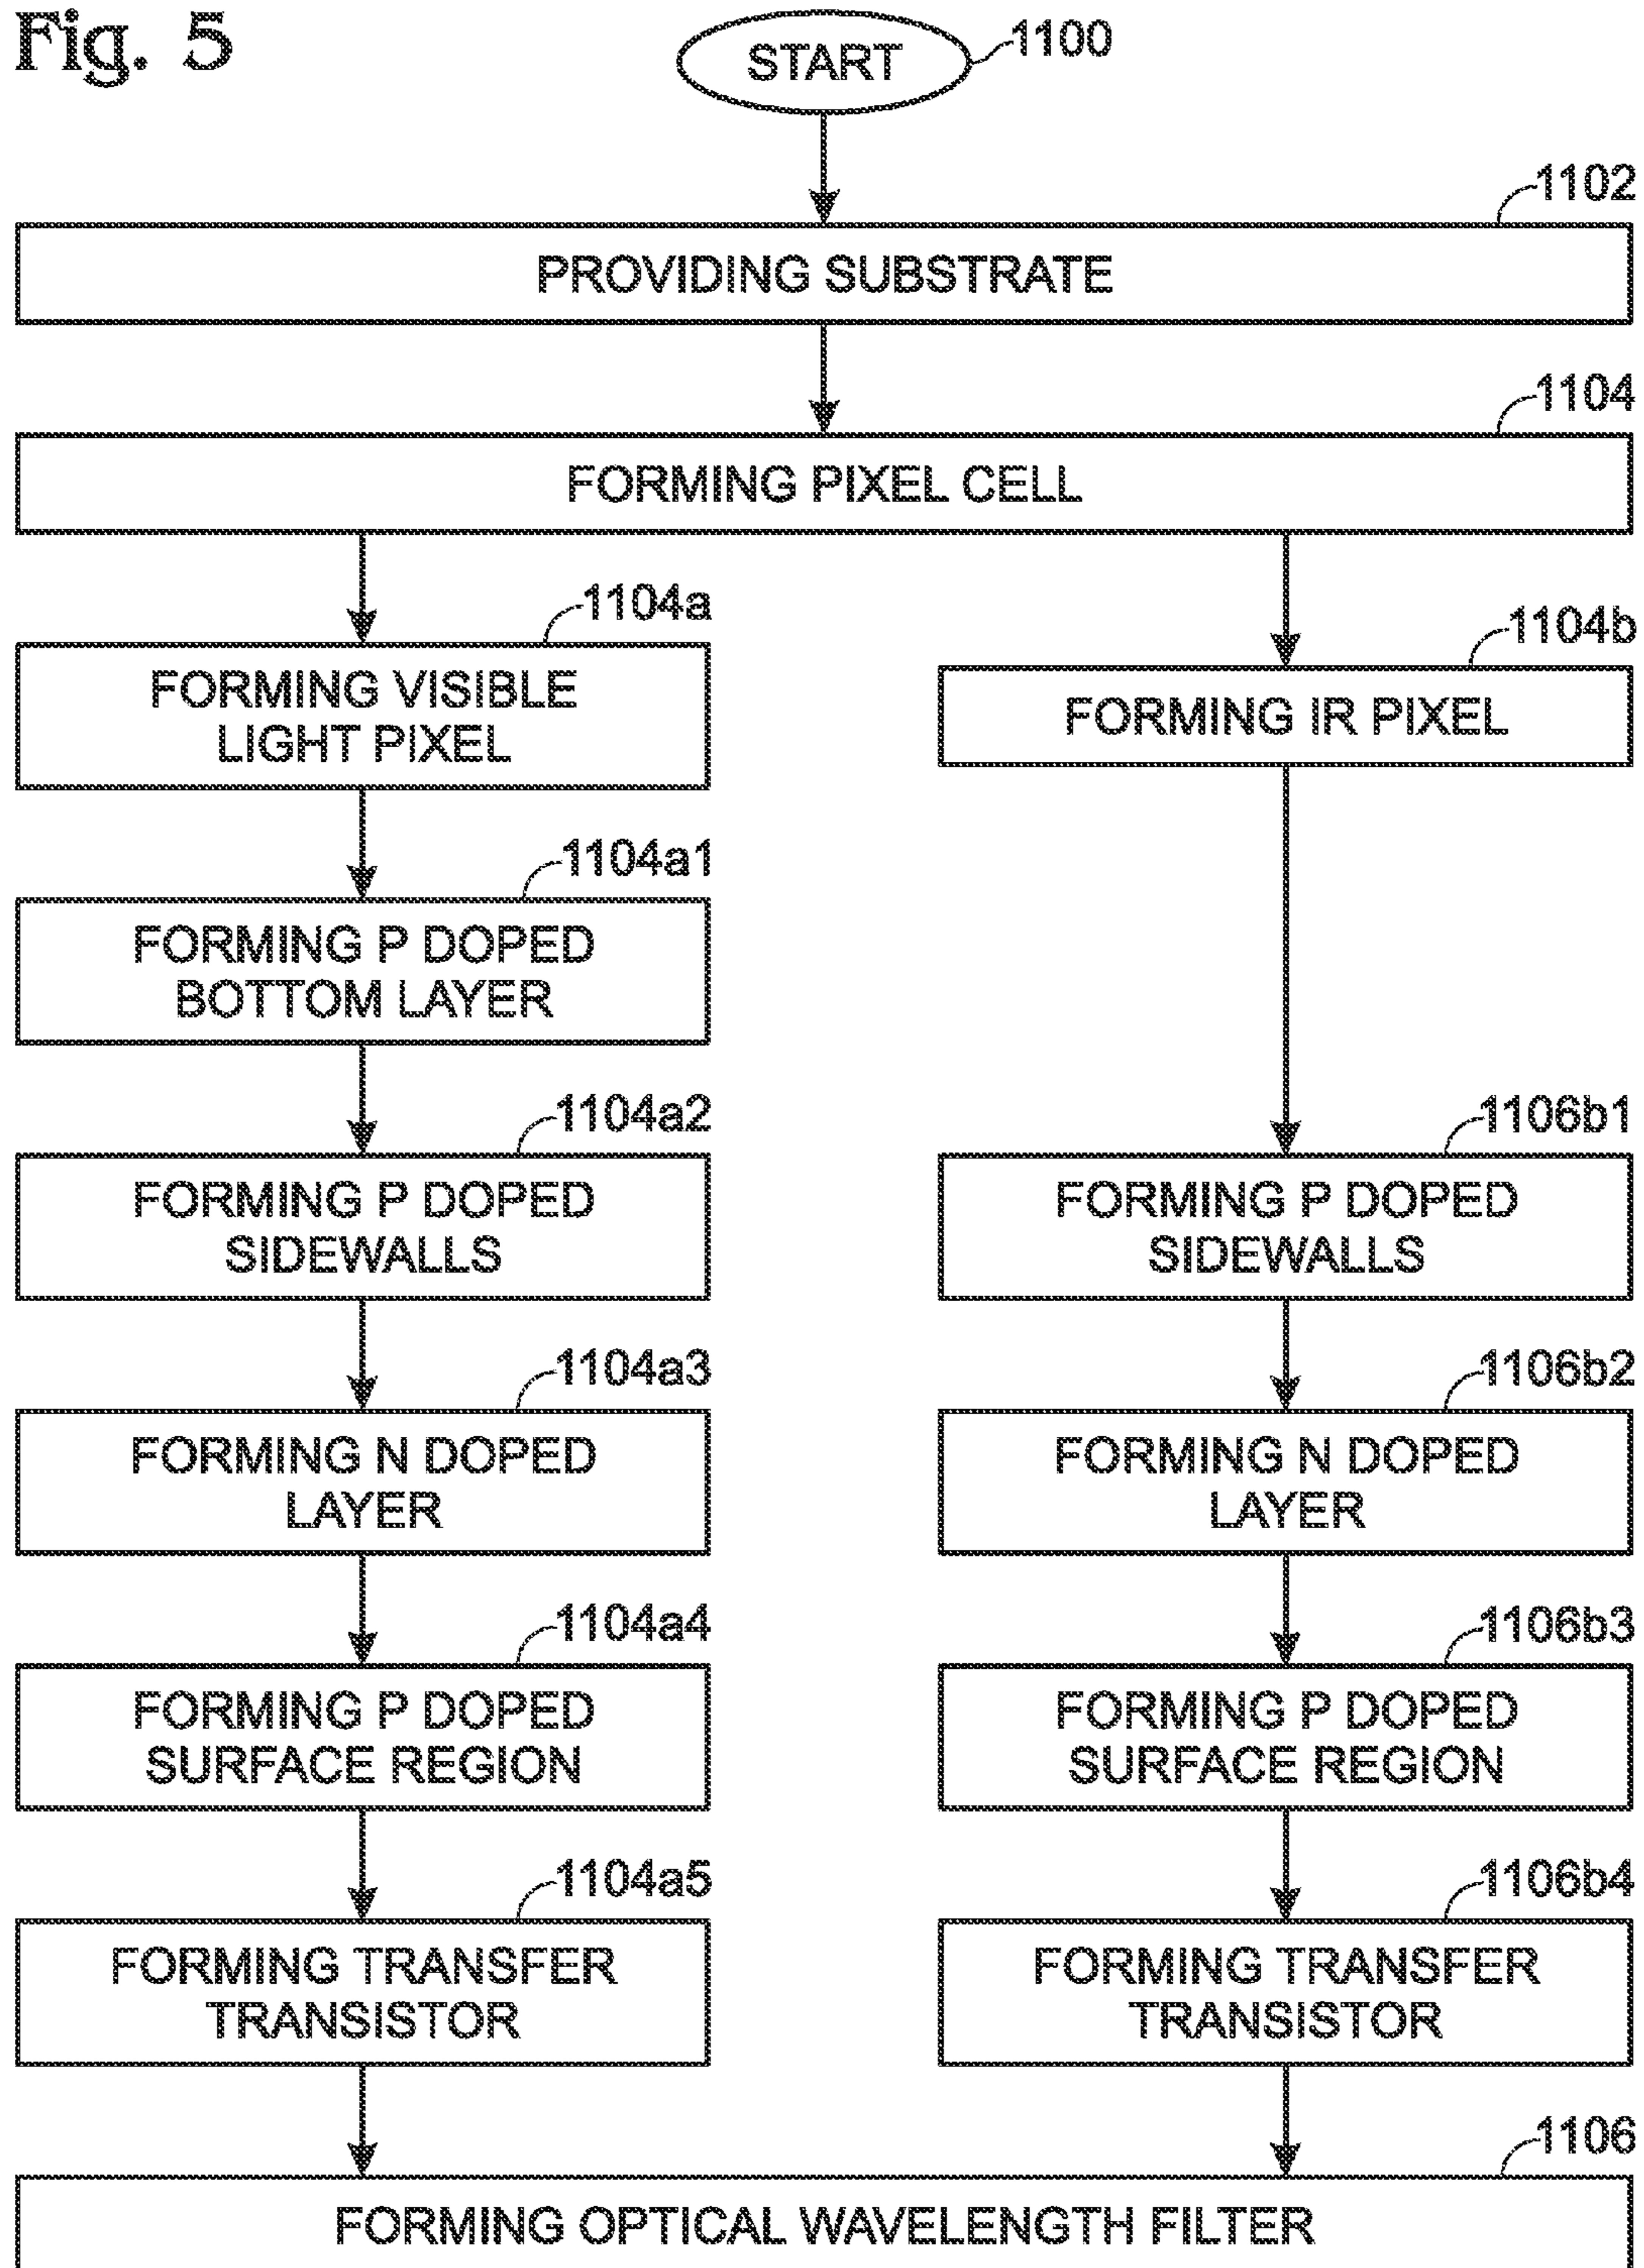 Fig. 5
START
1100
1102
PROVIDING SUBSTRATE
1104
FORMING PIXEL CELL
1104a
FORMING VISIBLE
LIGHT PIXEL
1104b
FORMING IR PIXEL
1104a1
FORMING P DOPED
BOTTOM LAYER
1104a2
FORMING P DOPED
SIDEWALLS
1106b1
FORMING P DOPED
SIDEWALLS
1104a3
FORMING N DOPED
LAYER
1106b2
FORMING N DOPED
LAYER
1104a4
FORMING P DOPED
SURFACE REGION
1106b3
FORMING P DOPED
SURFACE REGION
1104a5
FORMING TRANSFER
TRANSISTOR
1106b4
FORMING TRANSFER
TRANSISTOR
1106
FORMING OPTICAL WAVELENGTH FILTER